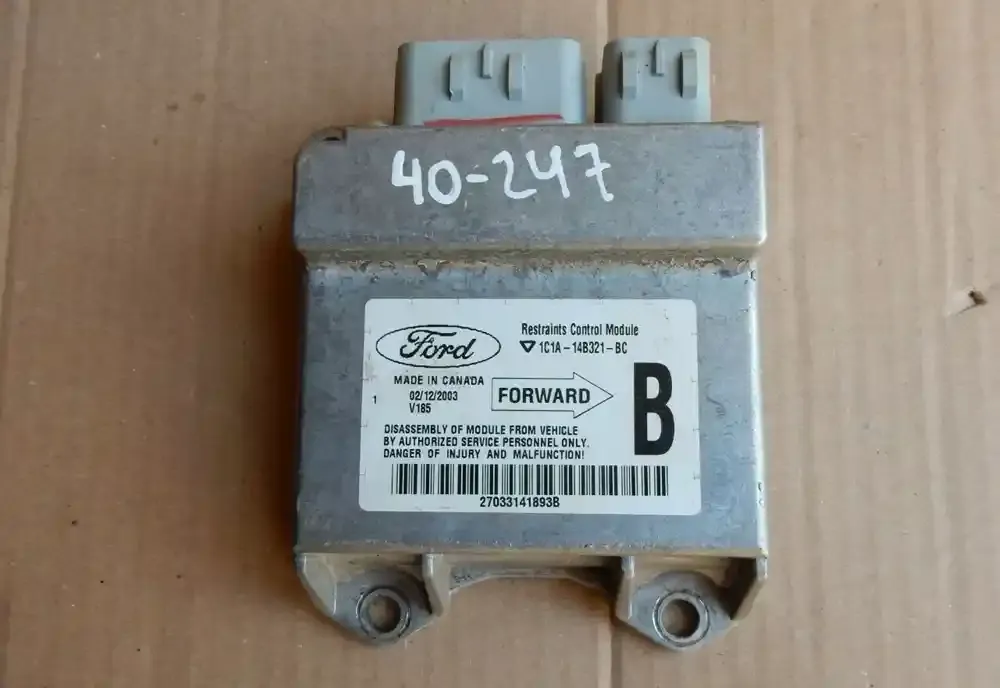 40-247
Ford
Restraints Control Module
1C1A-14B321-BC
MADE IN CANADA
02/12/2003
V185
1
FORWARD
B
DISASSEMBLY OF MODULE FROM VEHICLE
BY AUTHORIZED SERVICE PERSONNEL ONLY.
DANGER OF INJURY AND MALFUNCTION!
27033141893B